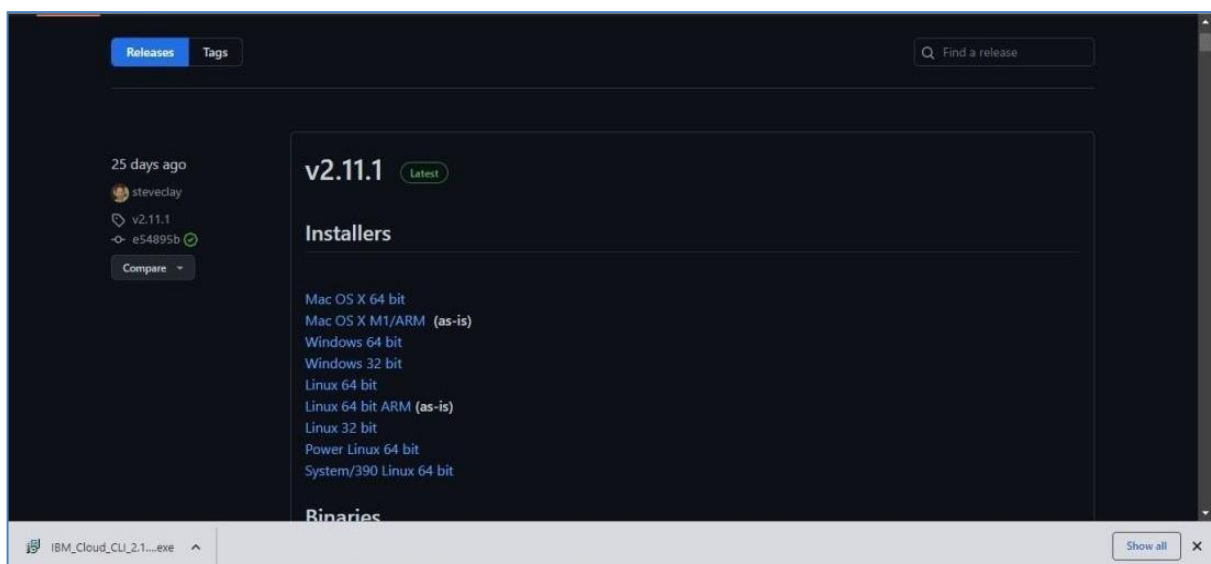 Releases Tags
Find a release
25 days ago
steveclay
v2.11.1
e54895b
Compare
v2.11.1 Latest
Installers
Mac OS X 64 bit
Mac OS X M1/ARM (as-is)
Windows 64 bit
Windows 32 bit
Linux 64 bit
Linux 64 bit ARM (as-is)
Linux 32 bit
Power Linux 64 bit
System/390 Linux 64 bit
Binaries
IBM_Cloud_CLI_2.1....exe
Show all